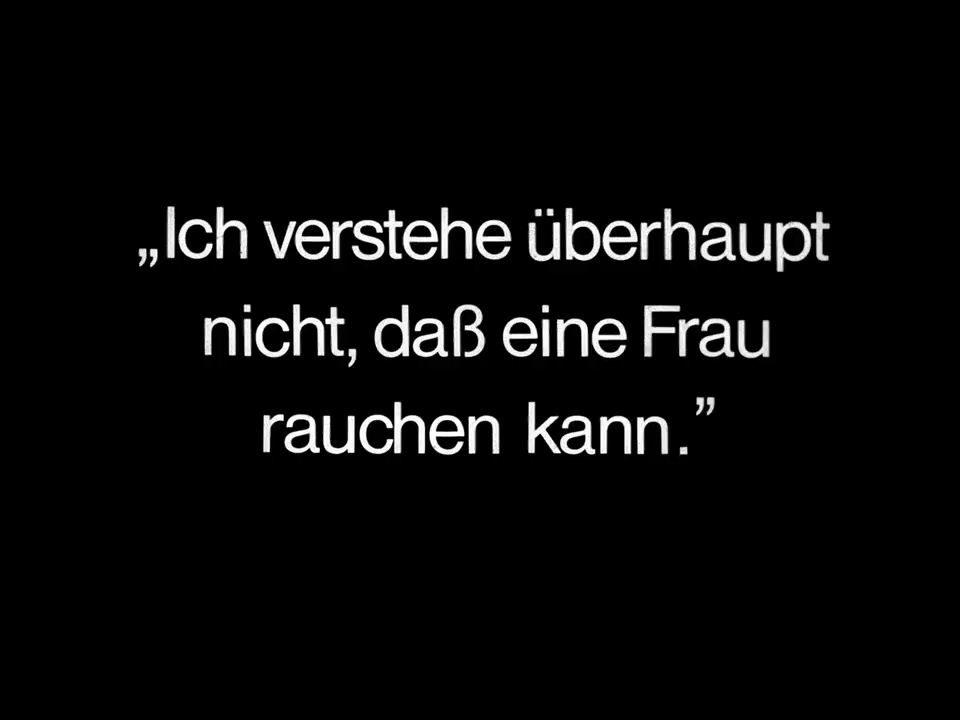 „Ich verstehe überhaupt
nicht, daß eine Frau
rauchen kann.”